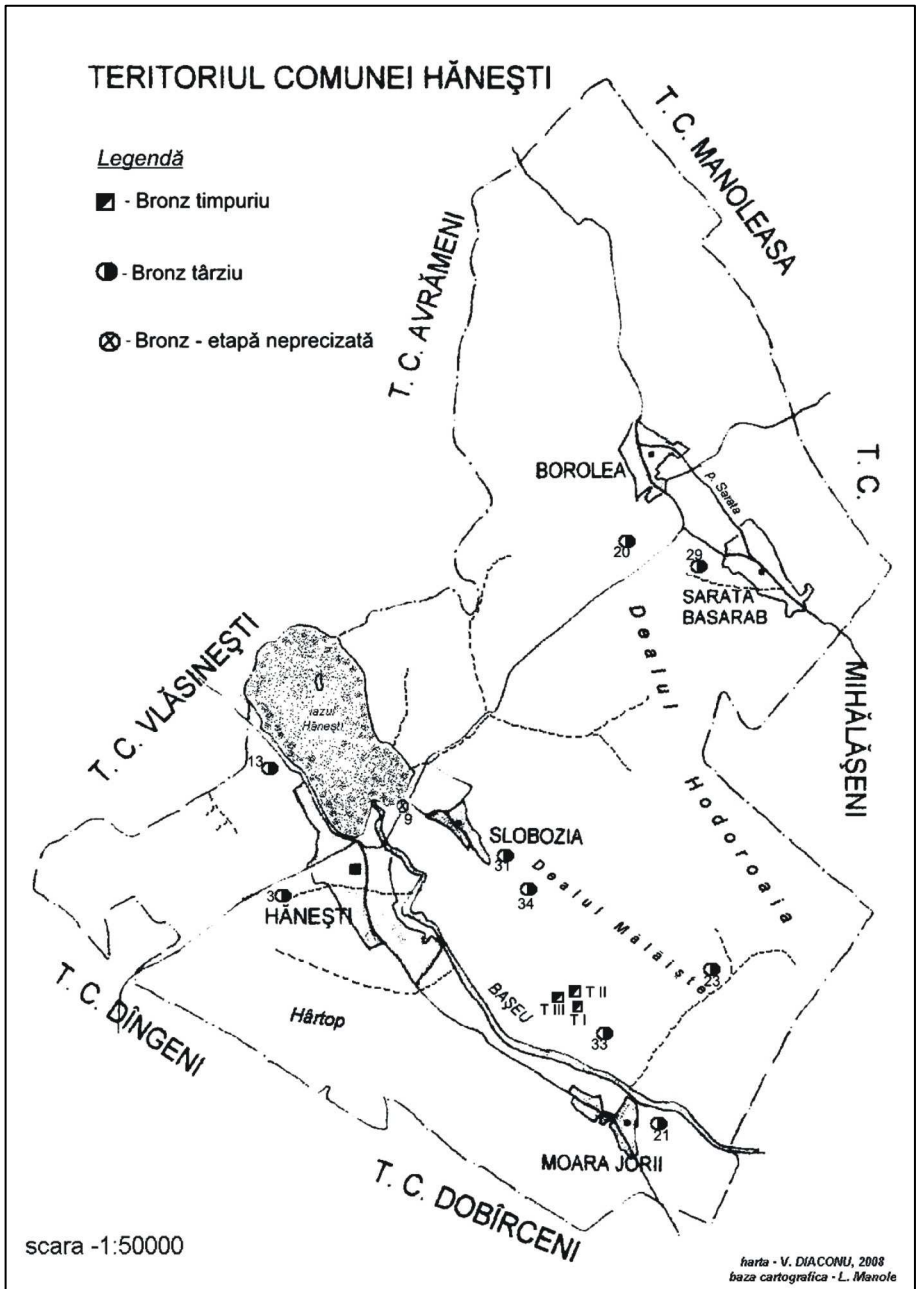 TERITORIUL COMUNEI HĂNEŞTI
Legendă
- Bronz timpuriu
- Bronz târziu
- Bronz - etapă neprecizată
T. C. MANOLEASA
T. C. AVRĂMENI
T. C.
MIHĂLĂŞENI
BOROLEA
P. Sarata
20
29
SARATA
BASARAB
Dealul
Hodoroaia
T. C. VLĂSINEŞTI
Iazul
Hăneşti
13
9
SLOBOZIA
31
34
Dealul Mălăişte
3
HĂNEŞTI
23
BAŞEU
T II
T III
T I
33
Hârtop
T. C. DÎNGENI
21
MOARA JORII
T. C. DOBÎRCENI
scara -1:50000
harta - V. DIACONU, 2008
baza cartografica - L. Manole